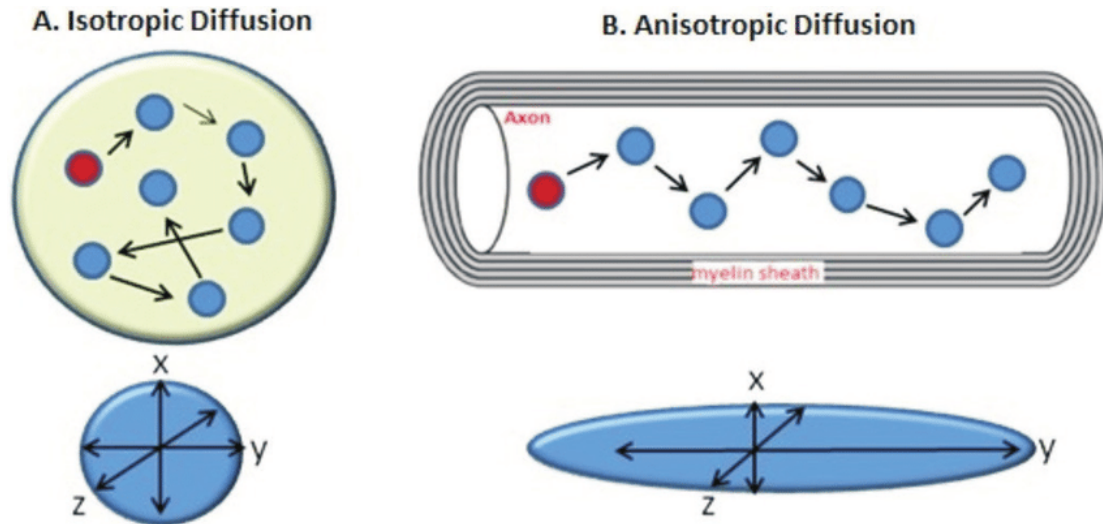 A. Isotropic Diffusion
B. Anisotropic Diffusion
Axon
myelin sheath
x
y
z
x
y
z